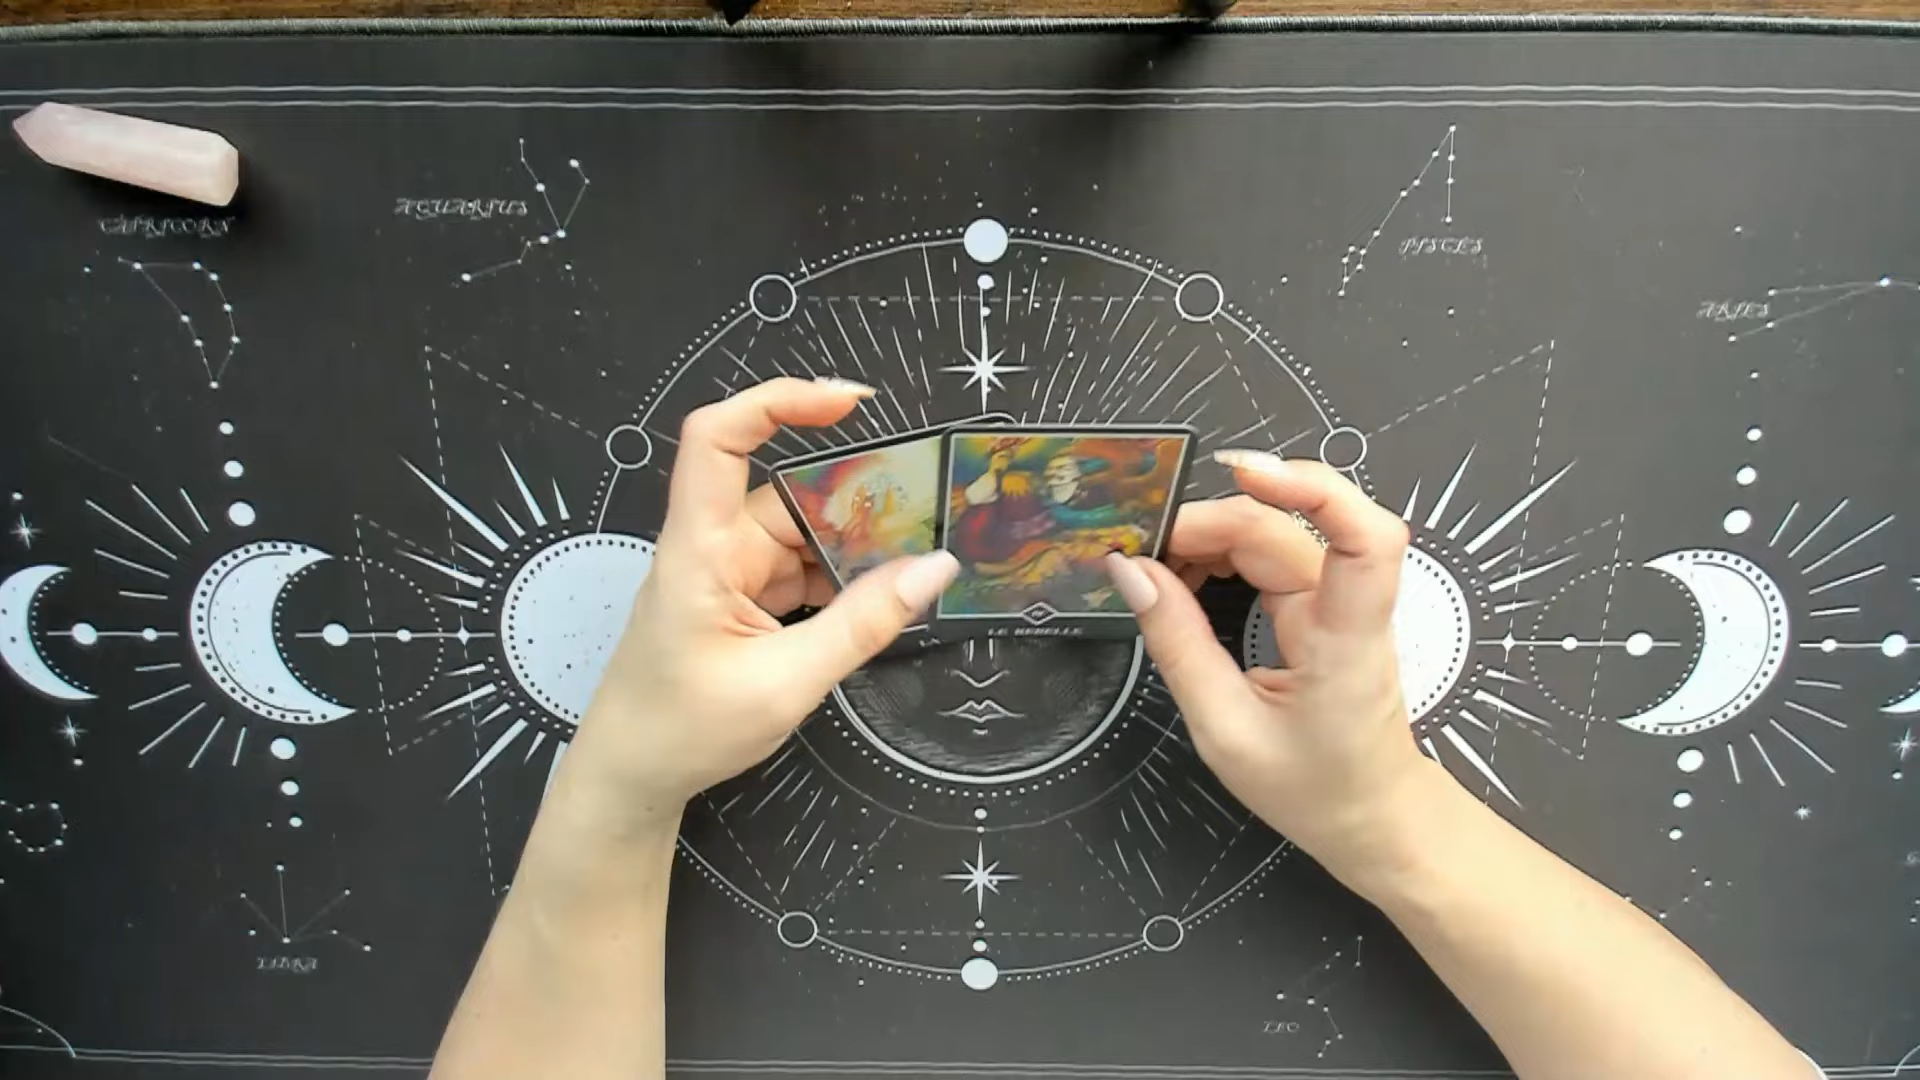 CAPRICORN
AQUARIUS
PISCES
ARIES
LE REBELLE
LIBRA
LEO